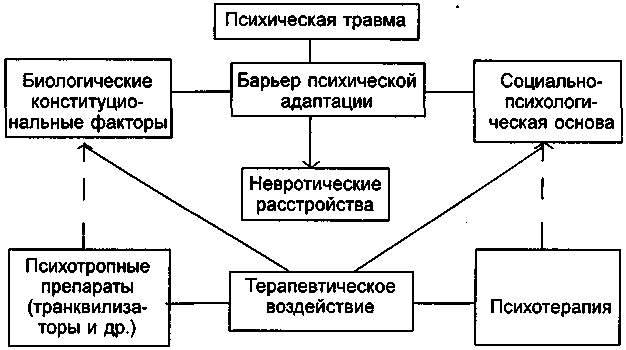 Психическая травма
Биологические
конституцио-
нальные факторы
Барьер психической
адаптации
Социально-
психологи-
ческая основа
Невротические
расстройства
Психотропные
препараты
(транквилиза-
торы и др.)
Терапевтическое
воздействие
Психотерапия